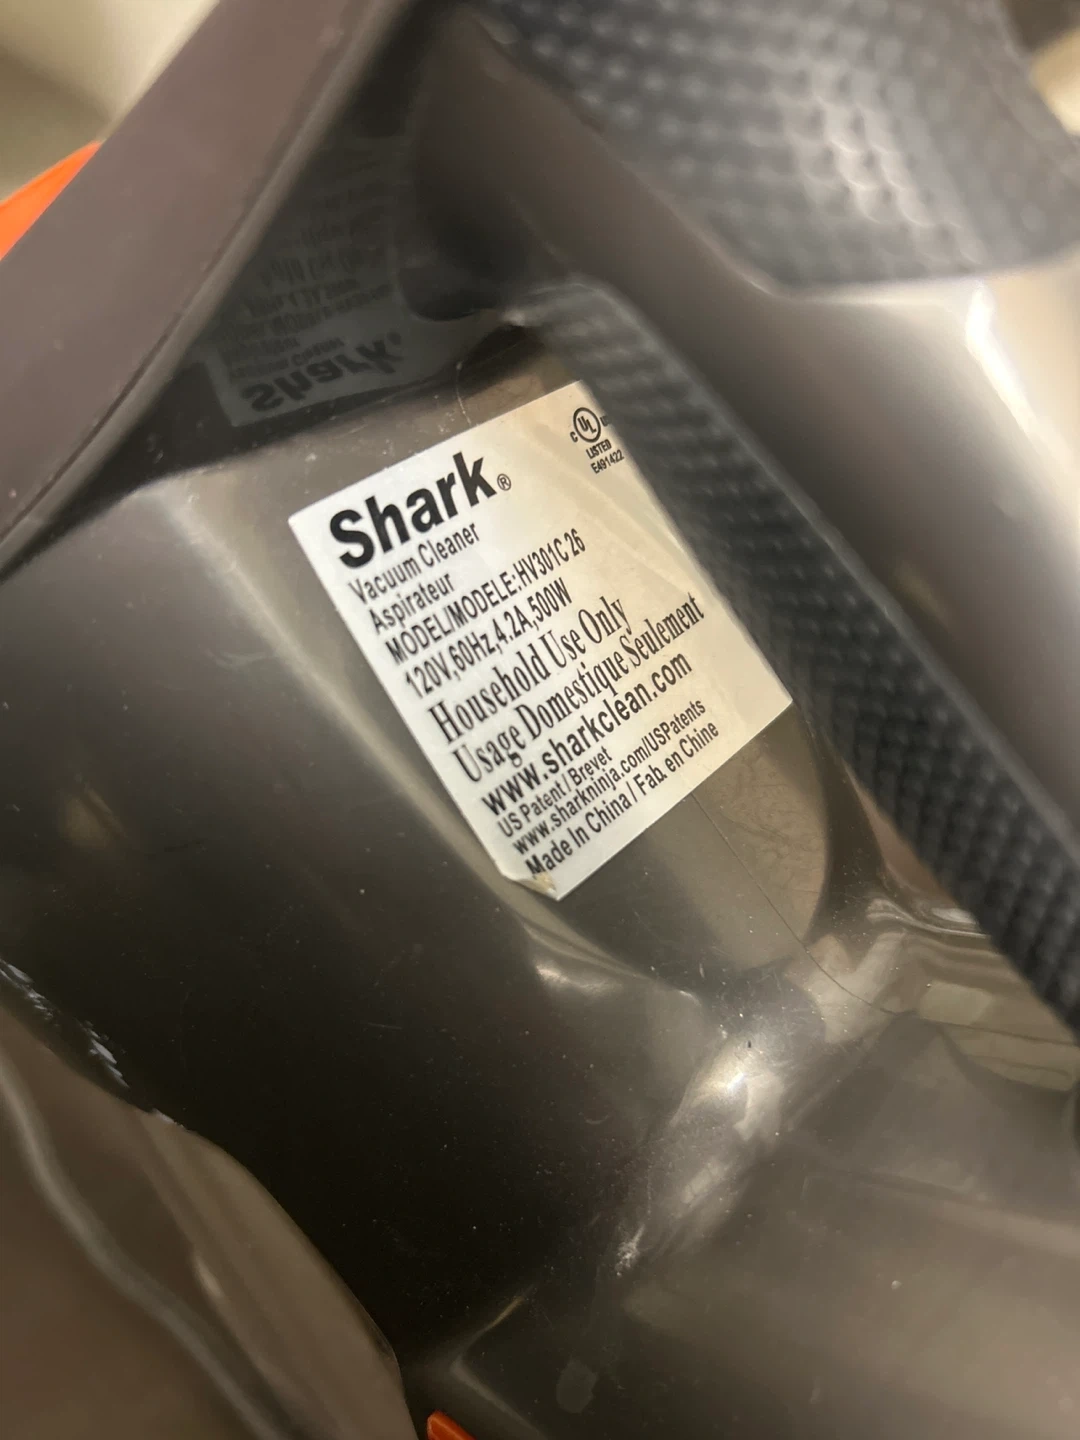 Shark®
Vacuum Cleaner
Aspirateur
MODEL/MODELE:HV301C 26
120V,60Hz,4.2A,500W
Household Use Only
Usage Domestique Seulement
www.sharkclean.com
US Patent / Brevet
www.sharkninja.com/USPatents
Made In China / Fab. en Chine
C UL
LISTED
E491422